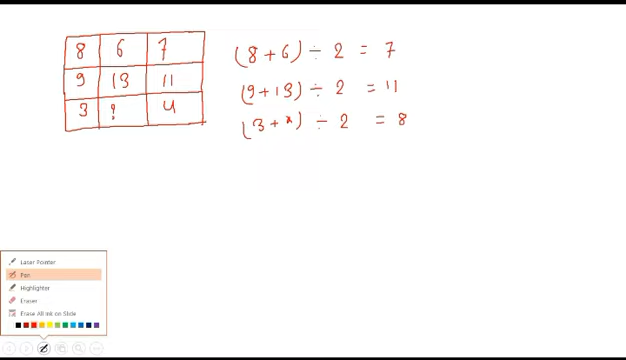 8 6 7
9 13 11
3 ? 4
(8 + 6) ÷ 2 = 7
(9 + 13) ÷ 2 = 11
(3 + x) ÷ 2 = 8
Laser Pointer
Pen
Highlighter
Eraser
Erase All Ink on Slide